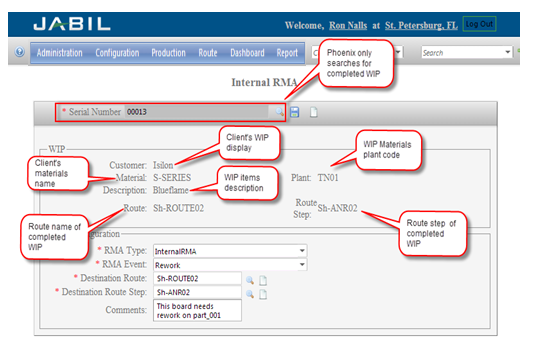 JABIL
Welcome, Ron Nalls at St. Petersburg, FL Log Out
Administration Configuration Production Route Dashboard Report Search
Phoenix only
searches for
completed WIP
Internal RMA
* Serial Number 00013
WIP
Client's WIP
display
Customer: Isilon
Client's
materials
name
Material: S-SERIES
WIP Materials
plant code
Plant: TN01
Description: Blueflame
WIP items
description
Route: Sh-ROUTE02
Route
Step: Sh-ANR02
Route name of
completed
WIP
Route step of
completed
WIP
* RMA Type: InternalRMA
* RMA Event: Rework
* Destination Route: Sh-ROUTE02
* Destination Route Step: Sh-ANR02
Comments: This board needs
rework on part_001